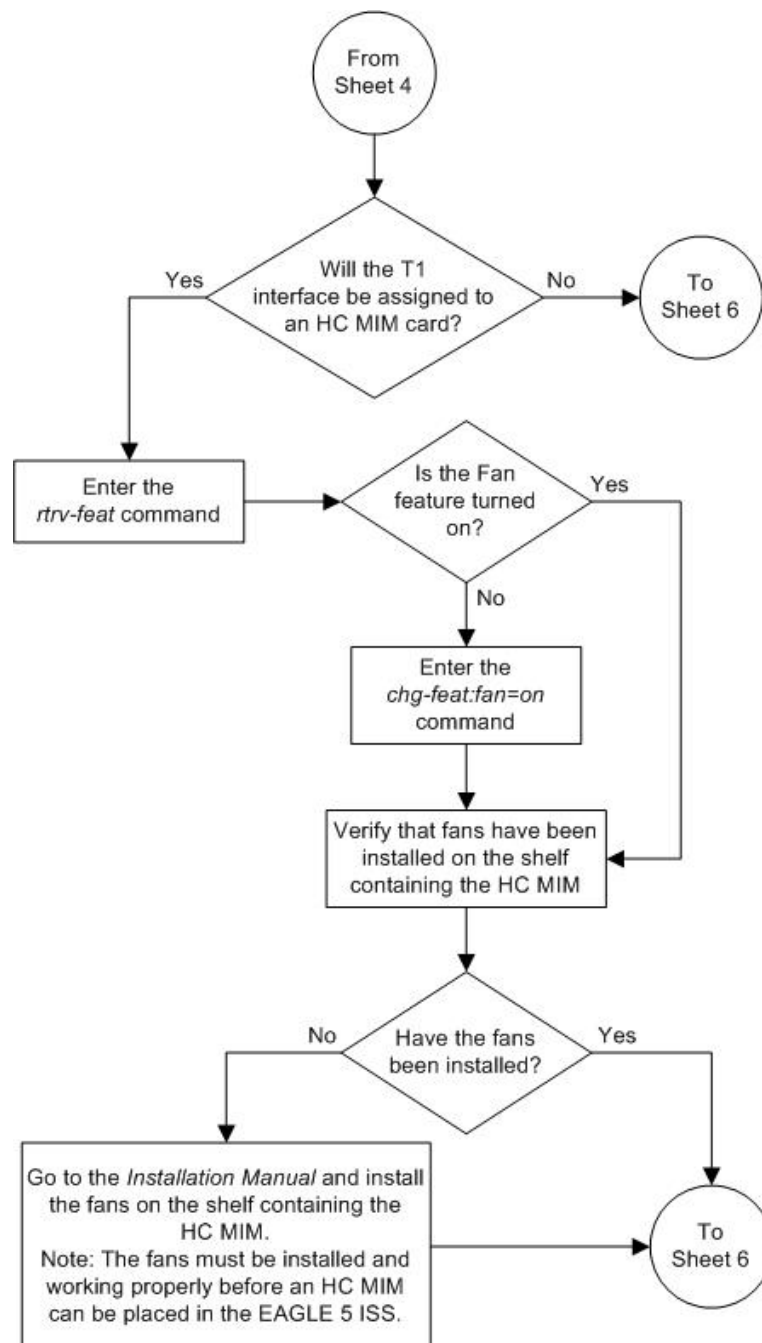 From
Sheet 4
Will the T1
interface be assigned to
an HC MIM card?
Yes
No
To
Sheet 6
Enter the
rtrv-feat command
Is the Fan
feature turned
on?
Yes
No
Enter the
chg-feat:fan=on
command
Verify that fans have been
installed on the shelf
containing the HC MIM
Have the fans
been installed?
No
Yes
Go to the Installation Manual and install
the fans on the shelf containing the
HC MIM.
Note: The fans must be installed and
working properly before an HC MIM
can be placed in the EAGLE 5 ISS.
To
Sheet 6